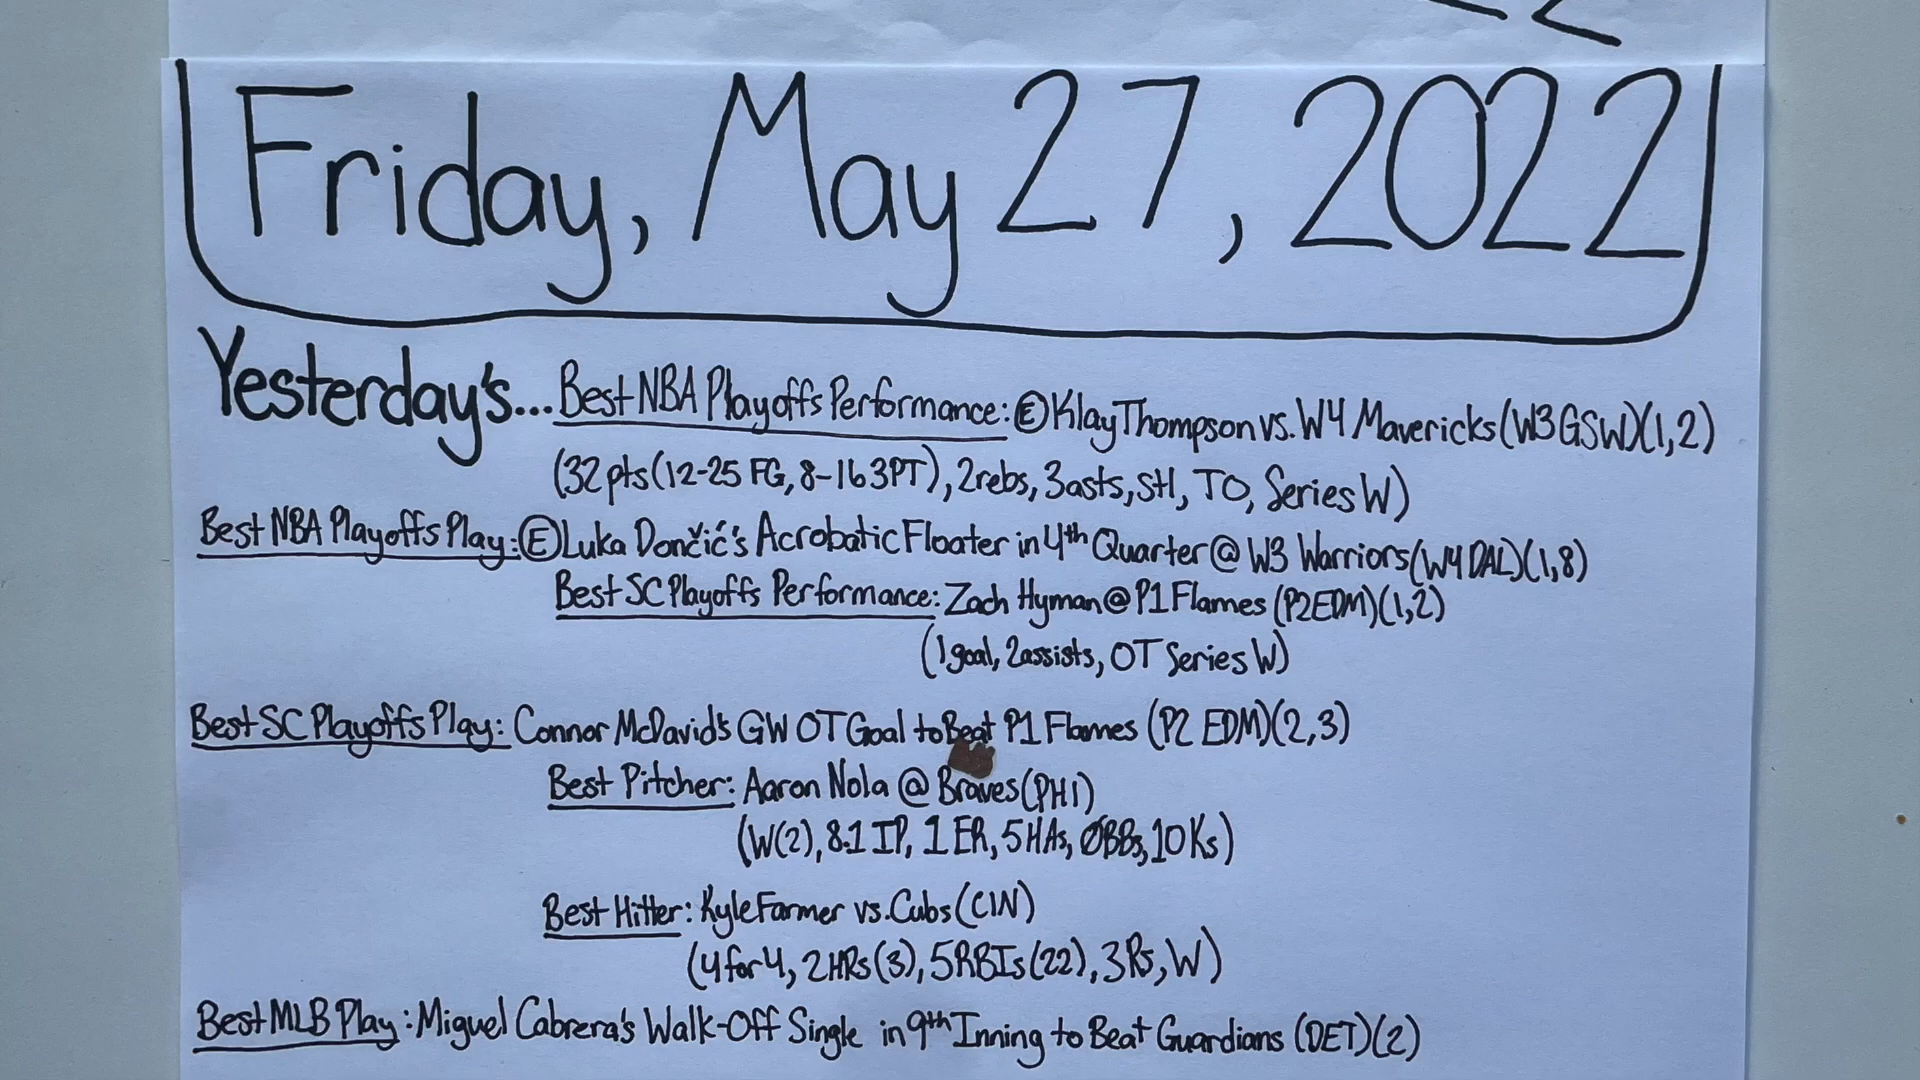 Friday, May 27, 2022
Yesterday's... Best NBA Playoffs Performance: Ⓔ Klay Thompson vs. W4 Mavericks (W3 GSW)(1,2)
(32 pts (12-25 FG, 8-16 3PT), 2 rebs, 3 asts, stl, TO, Series W)
Best NBA Playoffs Play: Ⓔ Luka Dončić's Acrobatic Floater in 4th Quarter @ W3 Warriors (W4 DAL)(1,8)
Best SC Playoffs Performance: Zach Hyman @ P1 Flames (P2 EDM)(1,2)
(1 goal, 2 assists, OT Series W)
Best SC Playoffs Play: Connor McDavid's GW OT Goal to Beat P1 Flames (P2 EDM)(2,3)
Best Pitcher: Aaron Nola @ Braves (PHI)
(W(2), 8.1 IP, 1 ER, 5 HAs, 0 BBs, 10 Ks)
Best Hitter: Kyle Farmer vs. Cubs (CIN)
(4 for 4, 2 HRs (3), 5 RBIs (22), 3 Rs, W)
Best MLB Play: Miguel Cabrera's Walk-Off Single in 9th Inning to Beat Guardians (DET)(2)